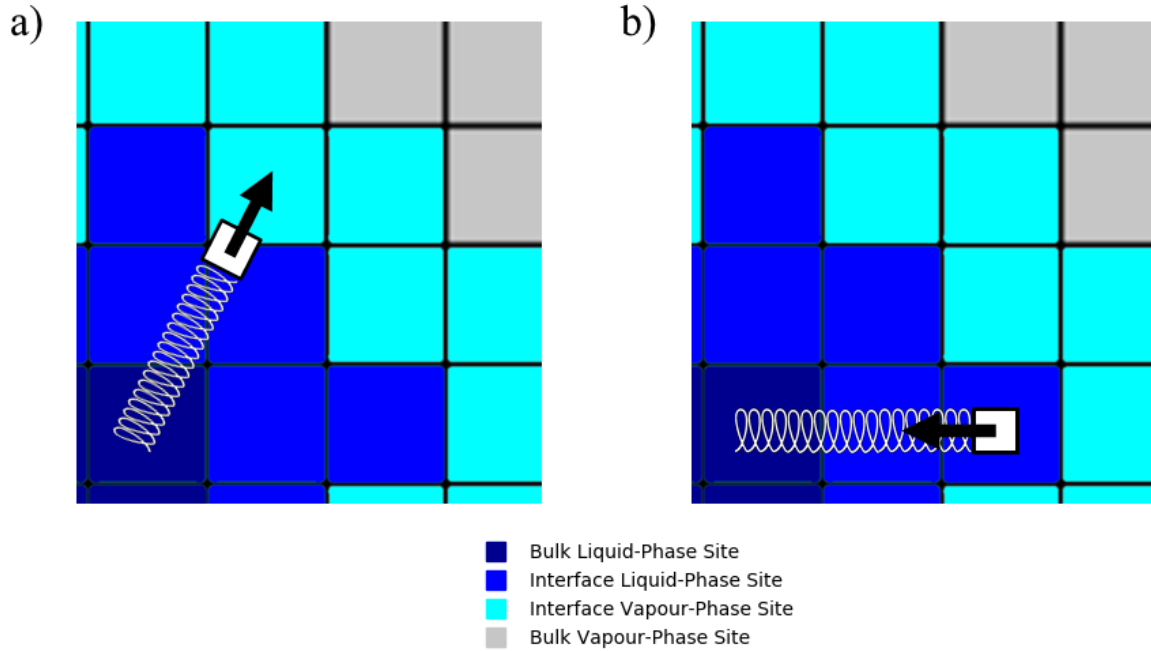 a)
b)
Bulk Liquid-Phase Site
Interface Liquid-Phase Site
Interface Vapour-Phase Site
Bulk Vapour-Phase Site